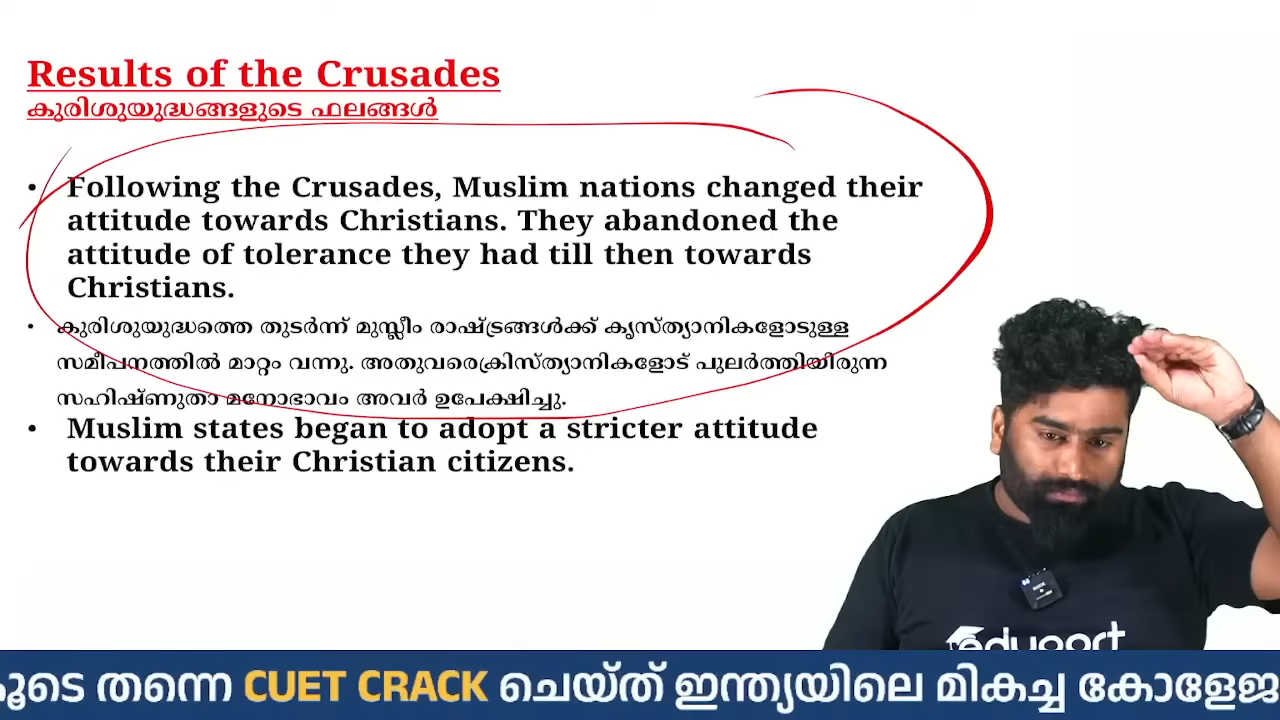 Results of the Crusades
കുരിശുയുദ്ധങ്ങളുടെ ഫലങ്ങൾ
• Following the Crusades, Muslim nations changed their
attitude towards Christians. They abandoned the
attitude of tolerance they had till then towards
Christians.
• കുരിശുയുദ്ധത്തെ തുടർന്ന് മുസ്ലീം രാഷ്ട്രങ്ങൾക്ക് കൃസ്ത്യാനികളോടുള്ള
സമീപനത്തിൽ മാറ്റം വന്നു. അതുവരെക്രിസ്ത്യാനികളോട് പുലർത്തിയിരുന്ന
സഹിഷ്ണുതാ മനോഭാവം അവർ ഉപേക്ഷിച്ചു.
• Muslim states began to adopt a stricter attitude
towards their Christian citizens.
eduport
കൂടെ തന്നെ CUET CRACK ചെയ്ത് ഇന്ത്യയിലെ മികച്ച കോളേജ